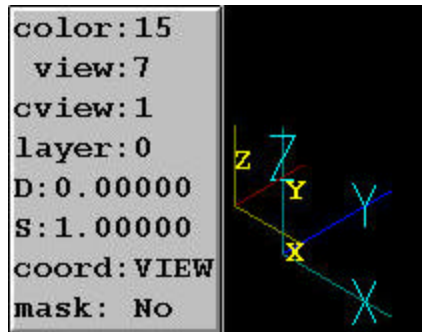 color:15
view:7
cview:1
layer:0
D:0.00000
S:1.00000
coord:VIEW
mask: No
Z
Z
Y
Y
X
X